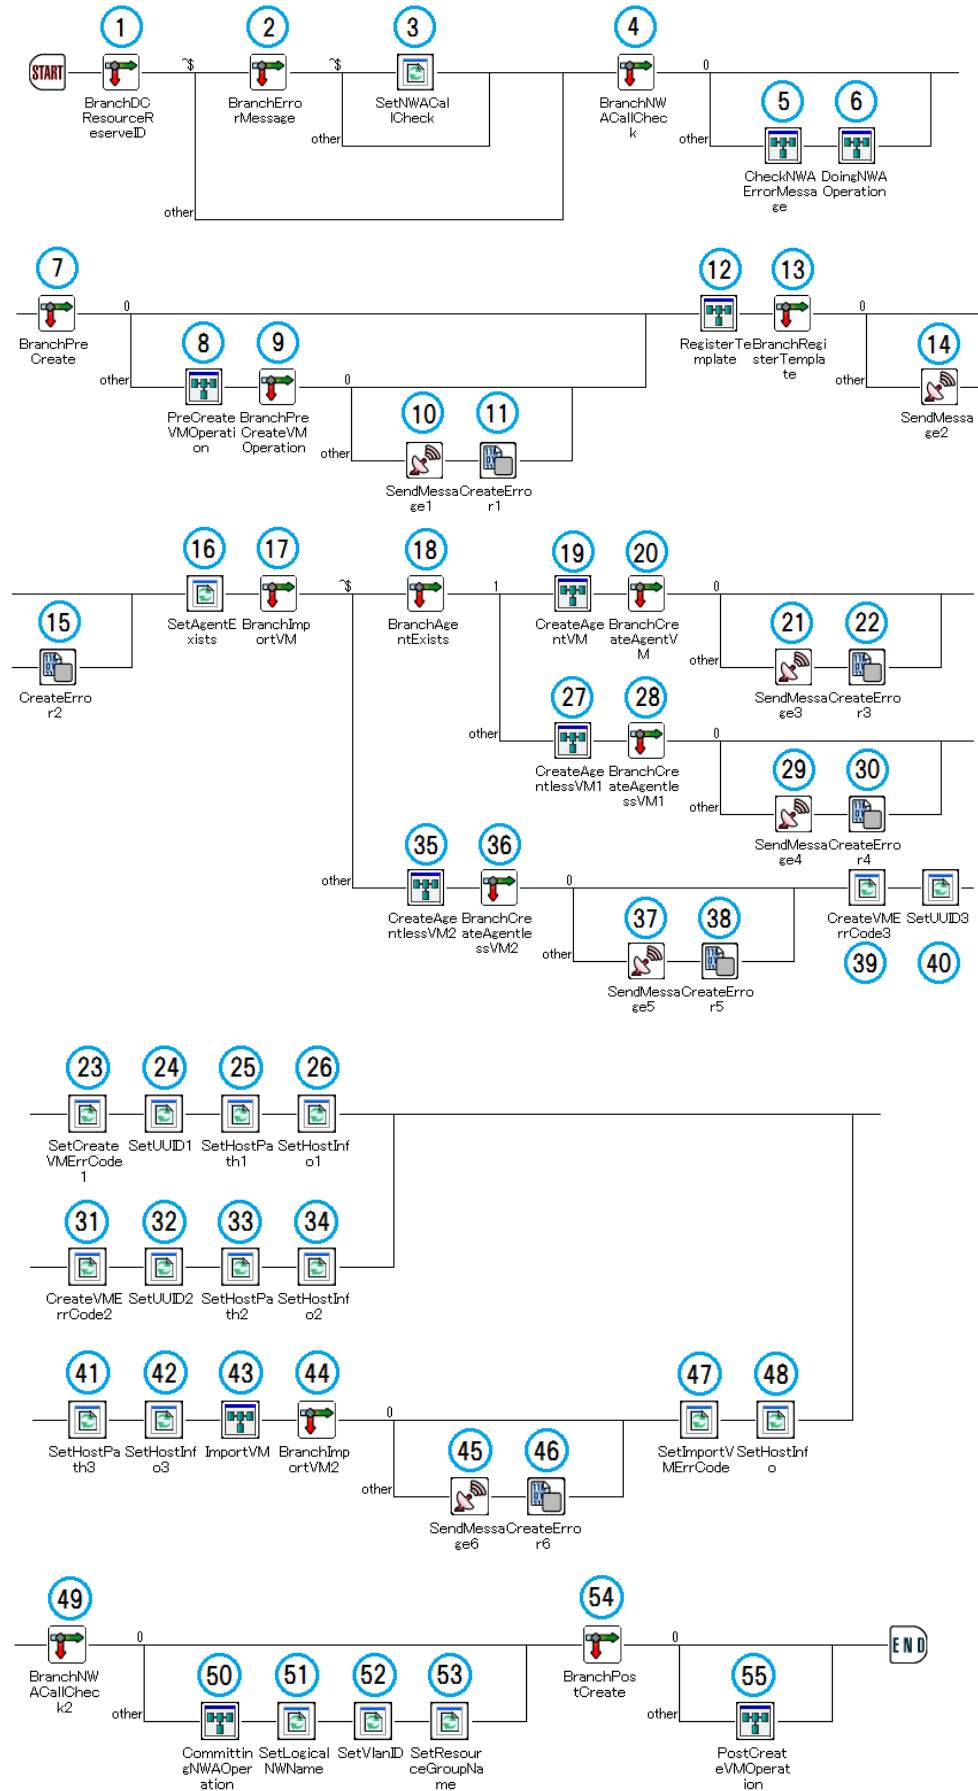 1 2 3 4
START
^$ ^$ 0
BranchDC
ResourceR
eserveID
BranchErro
rMessage
SetNWACal
lCheck
BranchNW
ACallChec
k
5 6
other other
CheckNWA
ErrorMessa
ge
DoingNWA
Operation
other
7 12 13
0 0
BranchPre
Create
RegisterTe
mplate
BranchRegi
sterTempla
te
8 9 14
other 0 other
PreCreate
VMOperati
on
BranchPre
CreateVM
Operation
10 11
SendMessa
ge2
other
SendMessa
ge1
CreateErro
r1
16 17 18 19 20
^$ 1 0
SetAgentE
xists
BranchImp
ortVM
BranchAge
ntExists
CreateAge
ntVM
BranchCre
ateAgentV
M
15 21 22
other
CreateErro
r2
SendMessa
ge3
CreateErro
r3
27 28
other 0
CreateAge
ntlessVM1
BranchCre
ateAgentle
ssVM1
29 30
other
SendMessa
ge4
CreateErro
r4
35 36
other 0
CreateAge
ntlessVM2
BranchCre
ateAgentle
ssVM2
CreateVME
rrCode3
SetUUID3
37 38
other
39 40
SendMessa
ge5
CreateErro
r5
23 24 25 26
SetCreate
VMErrCode
1
SetUUID1
SetHostPa
th1
SetHostInf
o1
31 32 33 34
CreateVME
rrCode2
SetUUID2
SetHostPa
th2
SetHostInf
o2
41 42 43 44 47 48
0
SetHostPa
th3
SetHostInf
o3
ImportVM
BranchImp
ortVM2
SetImportV
MErrCode
SetHostInf
o
45 46
other
SendMessa
ge6
CreateErro
r6
49 54
0 0
END
BranchNW
ACallChec
k2
BranchPos
tCreate
50 51 52 53 55
other other
Committin
gNWAOper
ation
SetLogical
NWName
SetVlanID
SetResour
ceGroupNa
me
PostCreat
eVMOperat
ion